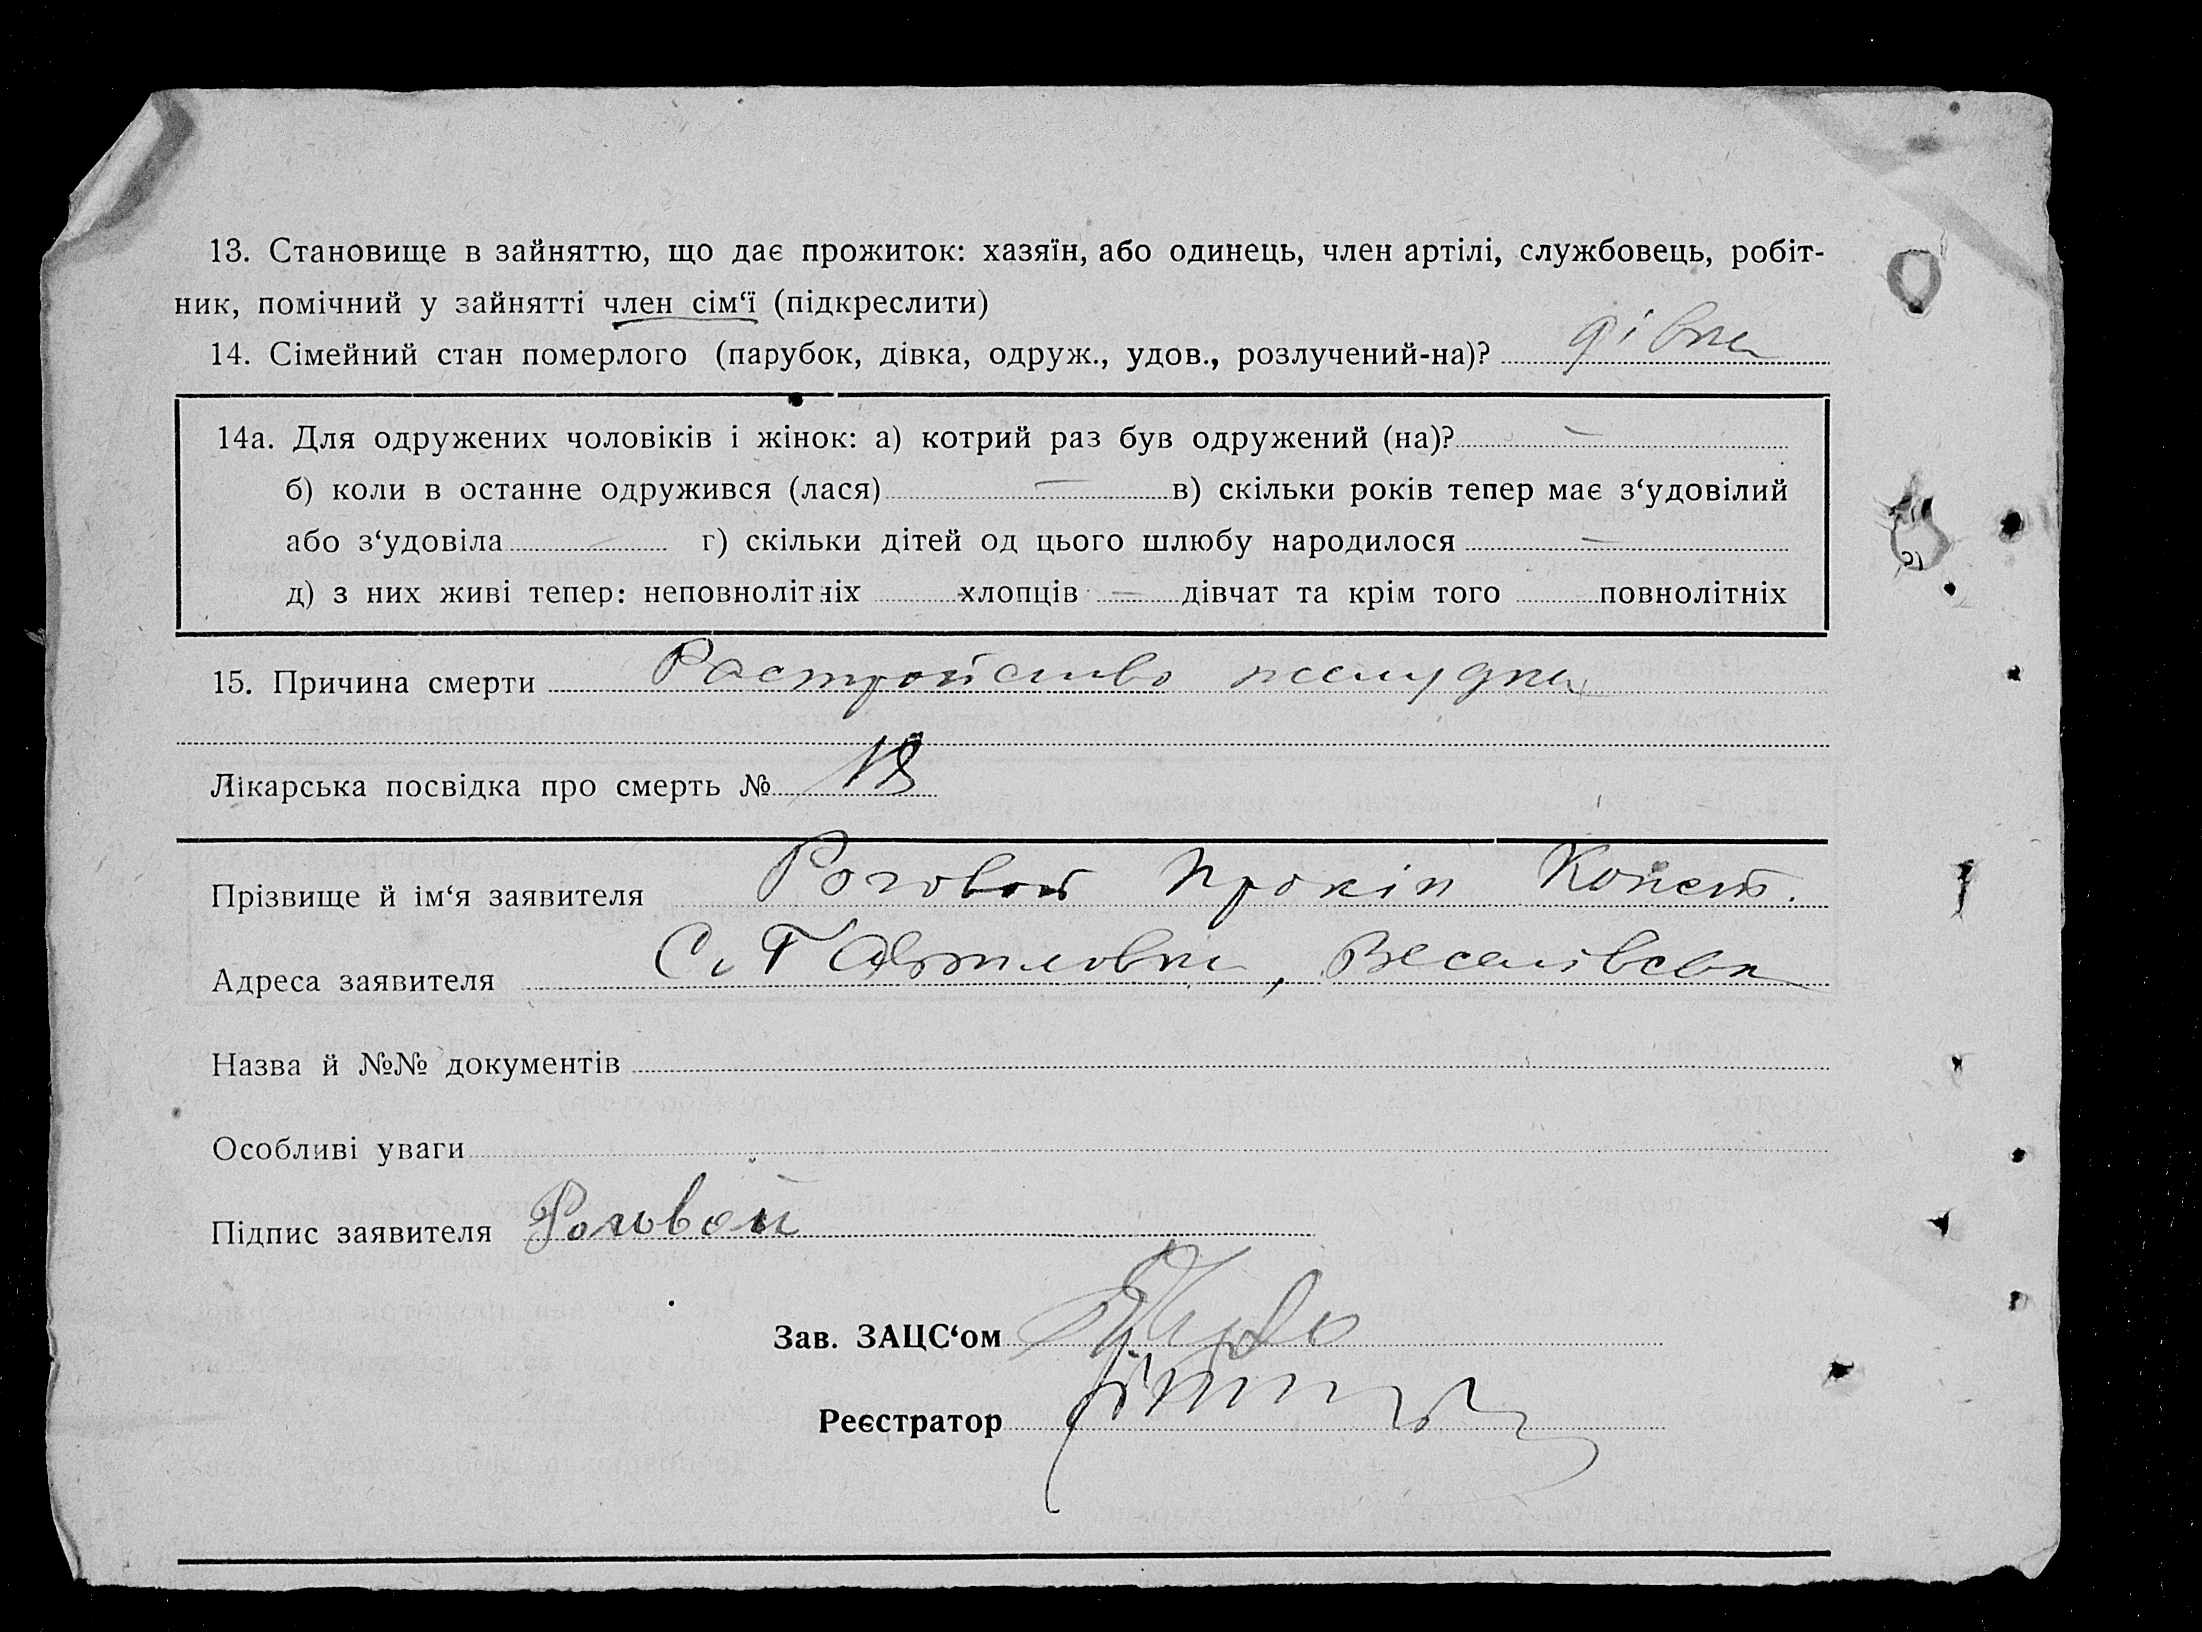 13. Становище в зайняттю, що дає прожиток: хазяїн, або одинець, член артілі, службовець, робіт-
ник, помічний у зайнятті член сім‘ї (підкреслити)
14. Сімейний стан померлого (парубок, дівка, одруж., удов., розлучений-на)? дівка
14а. Для одружених чоловіків і жінок: а) котрий раз був одружений (на)? —
б) коли в останне одружився (лася) — в) скільки років тепер має з‘удовілий
або з‘удовіла — г) скільки дітей од цього шлюбу народилося —
д) з них живі тепер: неповнолітніх хлопців — дівчат та крім того повнолітніх
15. Причина смерти Растройство желудка
Лікарська посвідка про смерть № 18
Прізвище й ім‘я заявителя Роговой Прокіп
Адреса заявителя С.
Назва й №№ документів
Особливі уваги
Підпис заявителя Роговой
Зав. ЗАЦС‘ом
Реєстратор